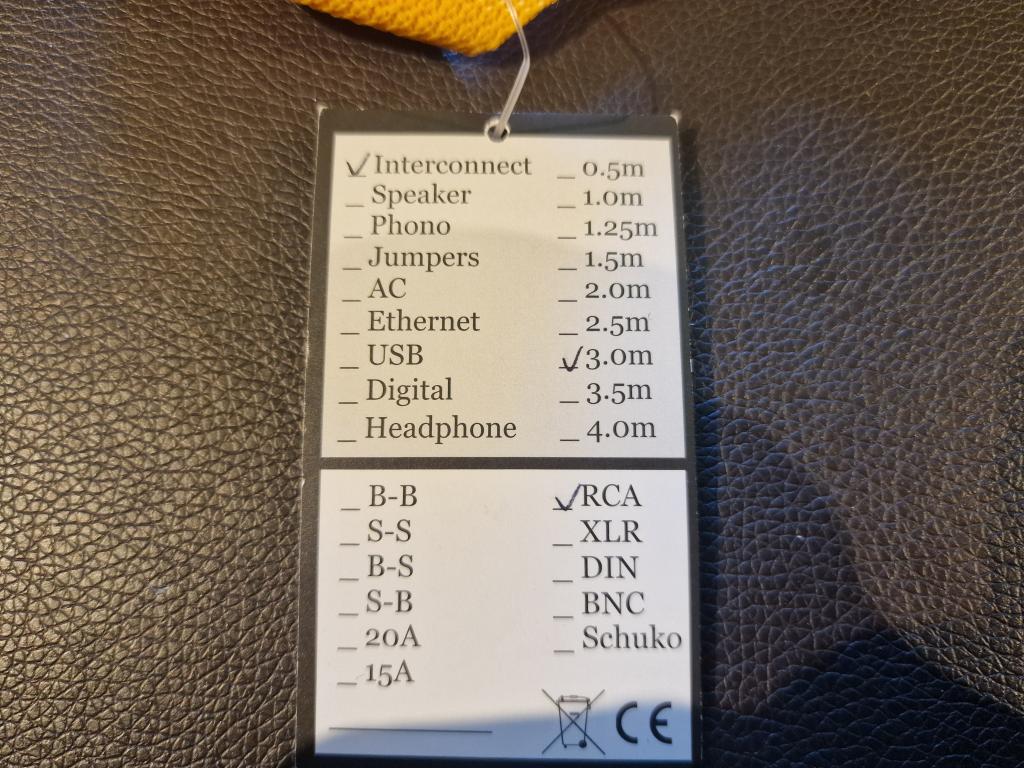 ✓ Interconnect _ 0.5m
_ Speaker _ 1.0m
_ Phono _ 1.25m
_ Jumpers _ 1.5m
_ AC _ 2.0m
_ Ethernet _ 2.5m
_ USB ✓ 3.0m
_ Digital _ 3.5m
_ Headphone _ 4.0m
_ B-B ✓ RCA
_ S-S _ XLR
_ B-S _ DIN
_ S-B _ BNC
_ 20A _ Schuko
_ 15A
CE